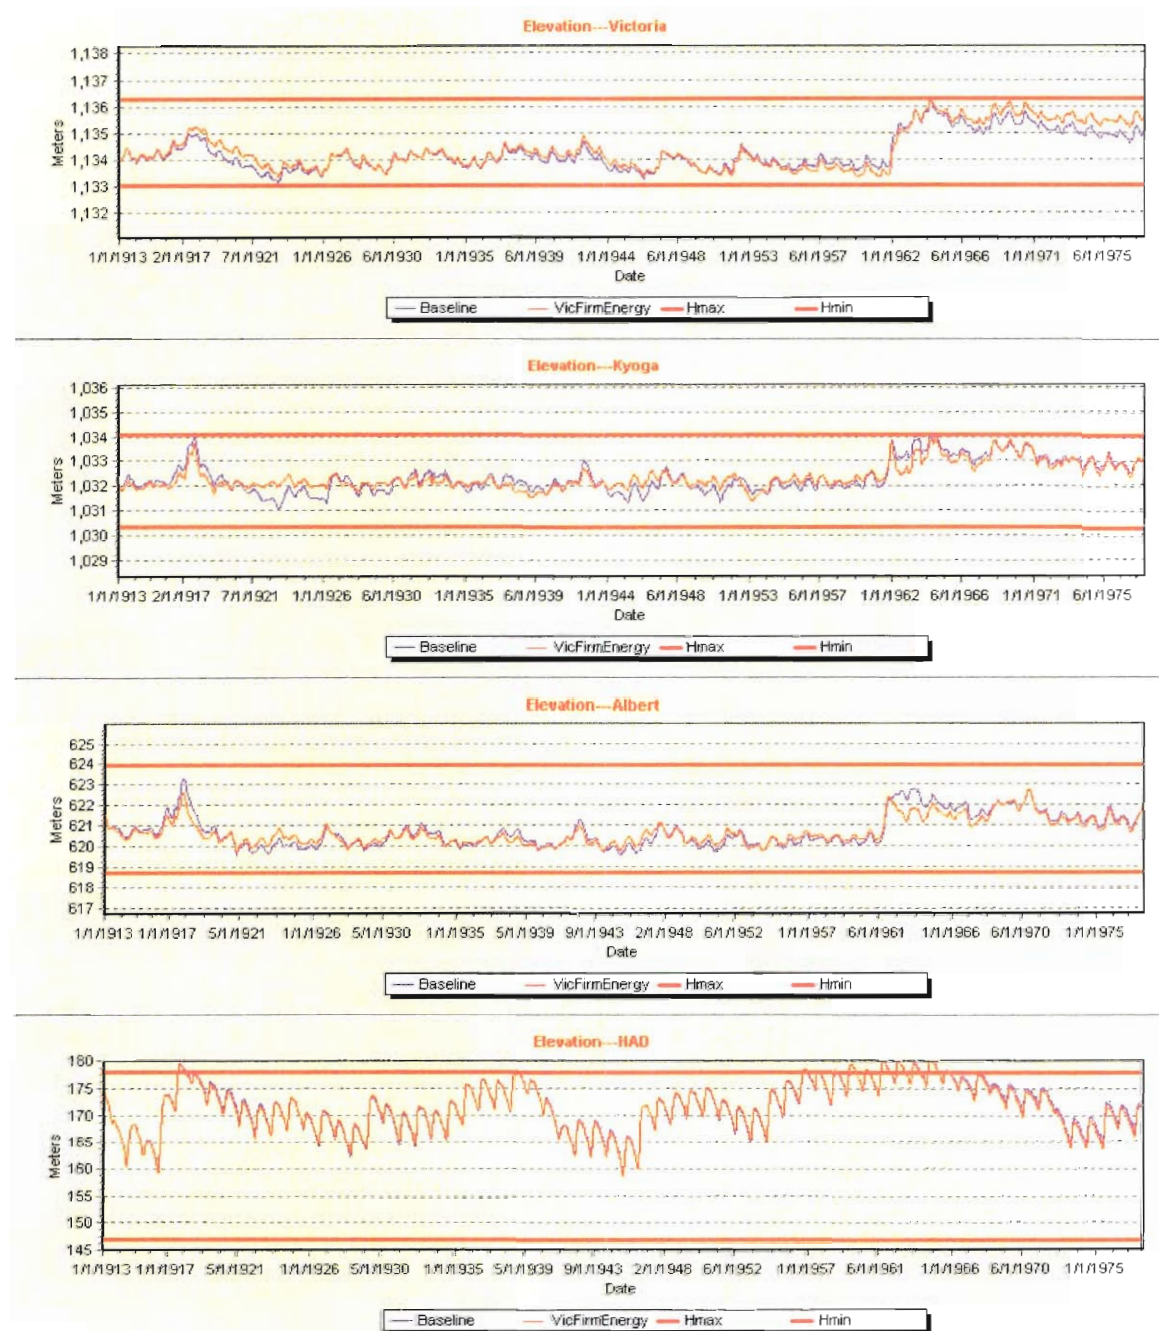 Elevation---Victoria
1,138
1,137
1,136
1,135
1,134
1,133
1,132
Meters
1/1/1913 2/1/1917 7/1/1921 1/1/1926 6/1/1930 1/1/1935 6/1/1939 1/1/1944 6/1/1948 1/1/1953 6/1/1957 1/1/1962 6/1/1966 1/1/1971 6/1/1975
Date
Baseline VicFirmEnergy Hmax Hmin
Elevation---Kyoga
1,036
1,035
1,034
1,033
1,032
1,031
1,030
1,029
Meters
1/1/1913 2/1/1917 7/1/1921 1/1/1926 6/1/1930 1/1/1935 6/1/1939 1/1/1944 6/1/1948 1/1/1953 6/1/1957 1/1/1962 6/1/1966 1/1/1971 6/1/1975
Date
Baseline VicFirmEnergy Hmax Hmin
Elevation---Albert
625
624
623
622
621
620
619
618
617
Meters
1/1/1913 1/1/1917 5/1/1921 1/1/1926 5/1/1930 1/1/1935 5/1/1939 9/1/1943 2/1/1948 6/1/1952 1/1/1957 6/1/1961 1/1/1966 6/1/1970 1/1/1975
Date
Baseline VicFirmEnergy Hmax Hmin
Elevation---HAD
180
175
170
165
160
155
150
145
Meters
1/1/1913 1/1/1917 5/1/1921 1/1/1926 5/1/1930 1/1/1935 5/1/1939 9/1/1943 2/1/1948 6/1/1952 1/1/1957 6/1/1961 1/1/1966 6/1/1970 1/1/1975
Date
Baseline VicFirmEnergy Hmax Hmin